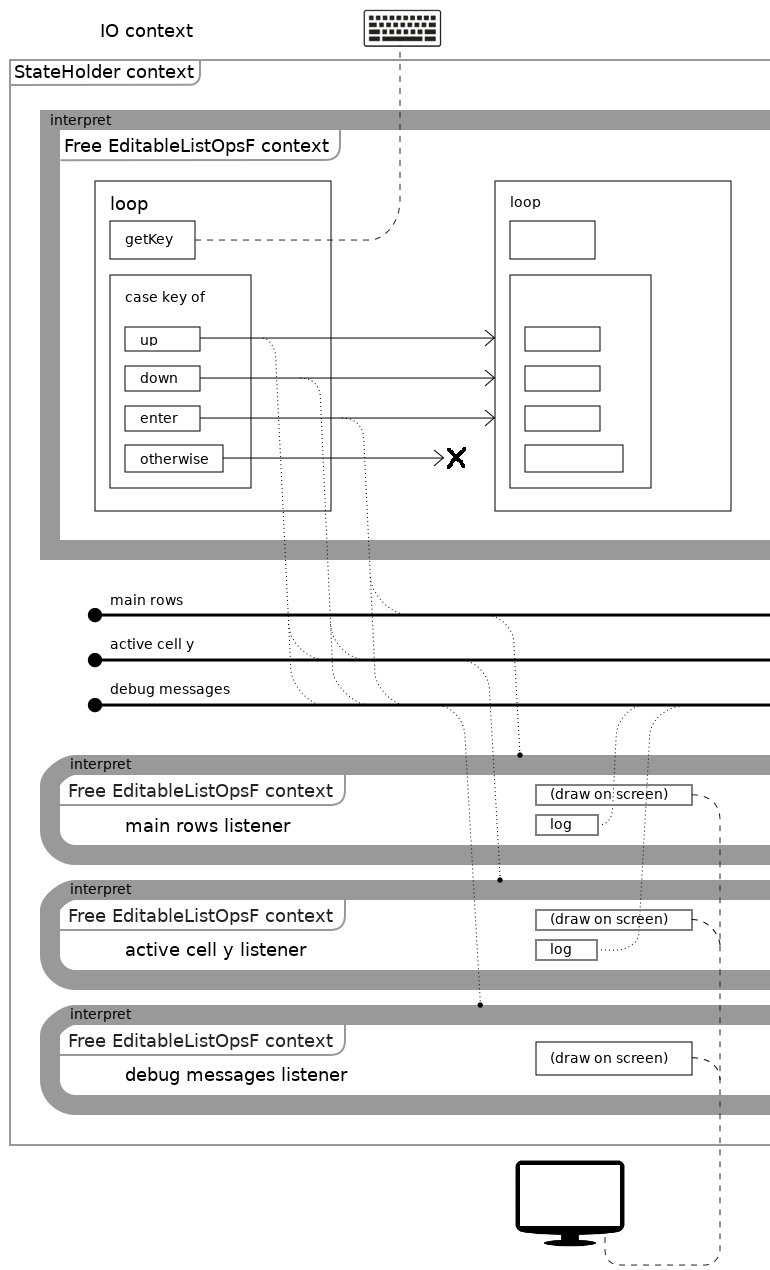 IO context
StateHolder context
interpret
Free EditableListOpsF context
loop
getKey
case key of
up
down
enter
otherwise
loop
main rows
active cell y
debug messages
interpret
Free EditableListOpsF context
main rows listener
(draw on screen)
log
interpret
Free EditableListOpsF context
active cell y listener
(draw on screen)
log
interpret
Free EditableListOpsF context
debug messages listener
(draw on screen)